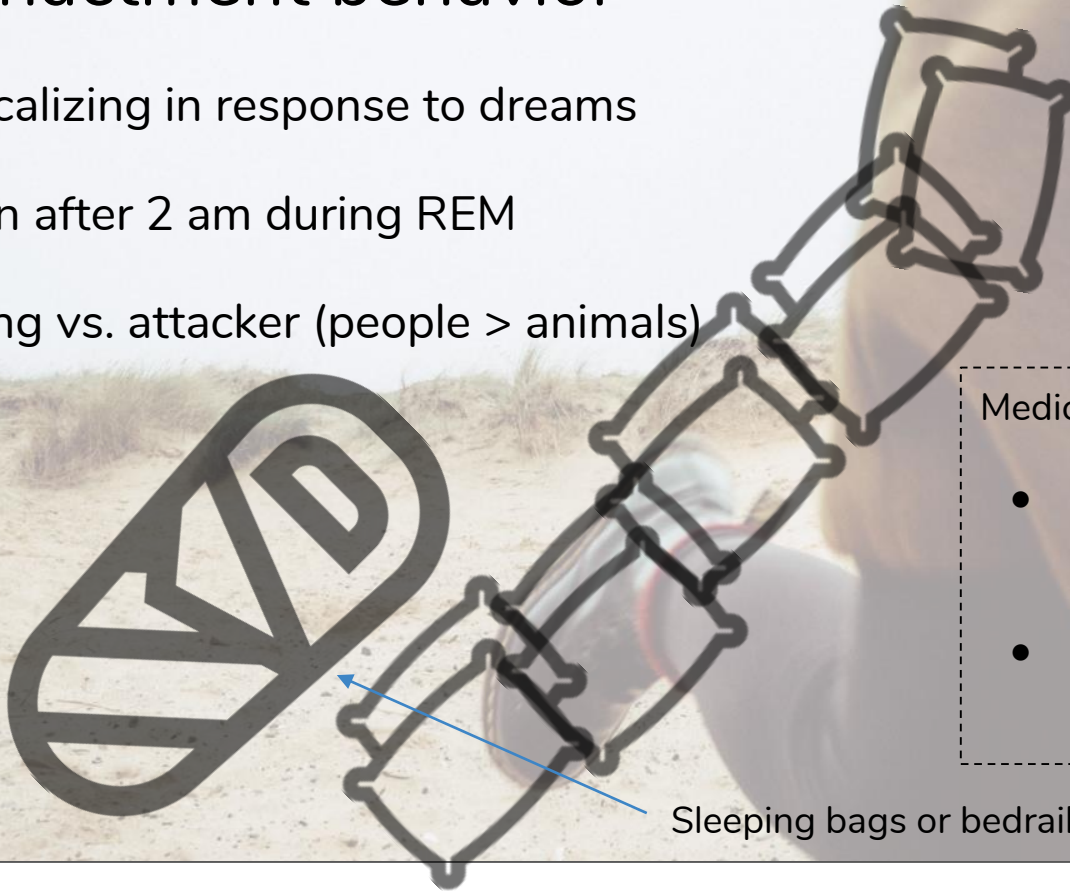 behavior
calizing in response to dreams
n after 2 am during REM
ng vs. attacker (people > animals)
Medic
Sleeping bags or bedrail